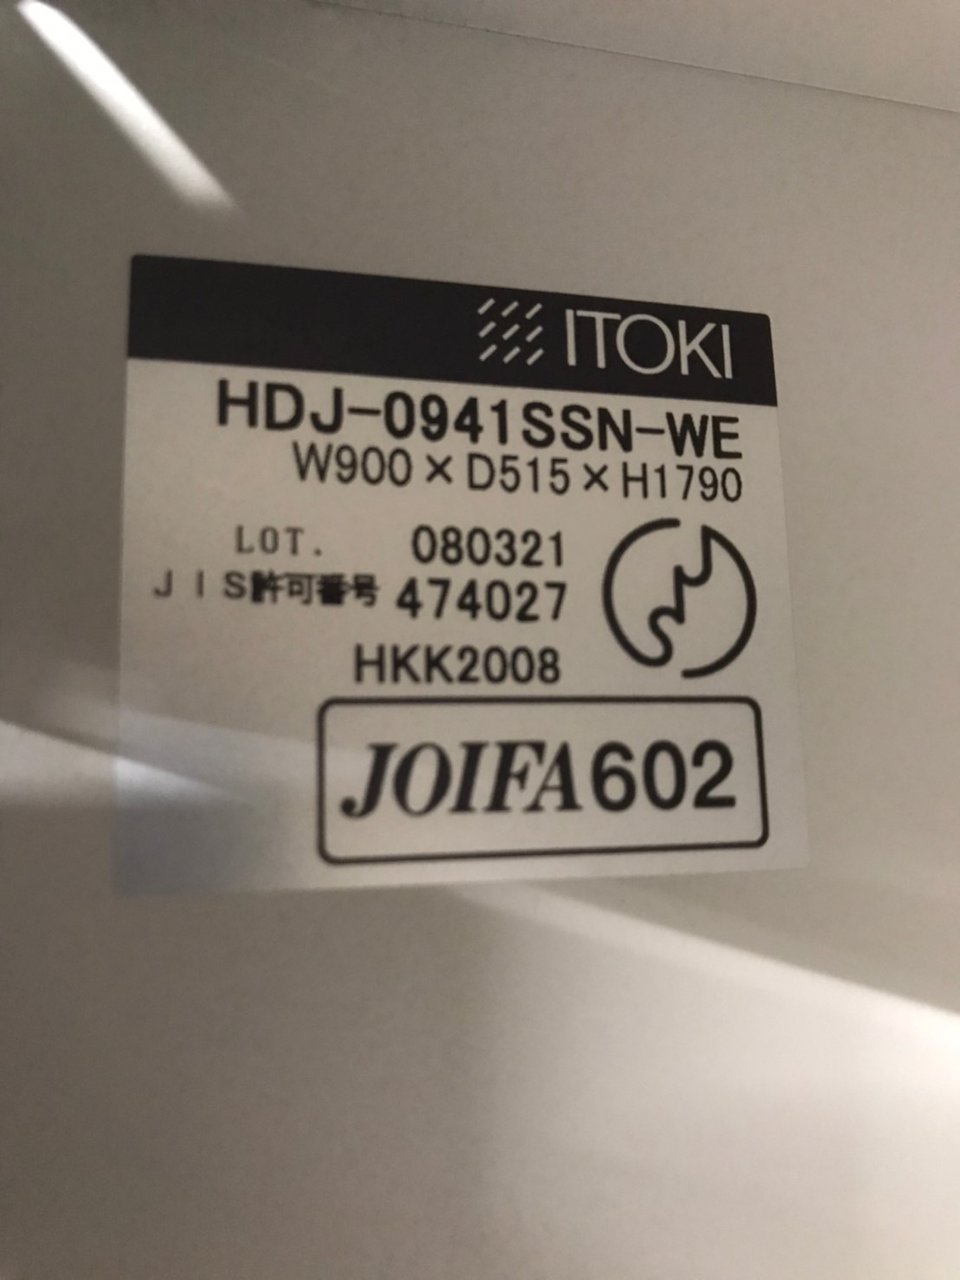 ITOKI
HDJ-0941SSN-WE
W900×D515×H1790
LOT. 080321
JIS許可番号 474027
HKK2008
JOIFA602